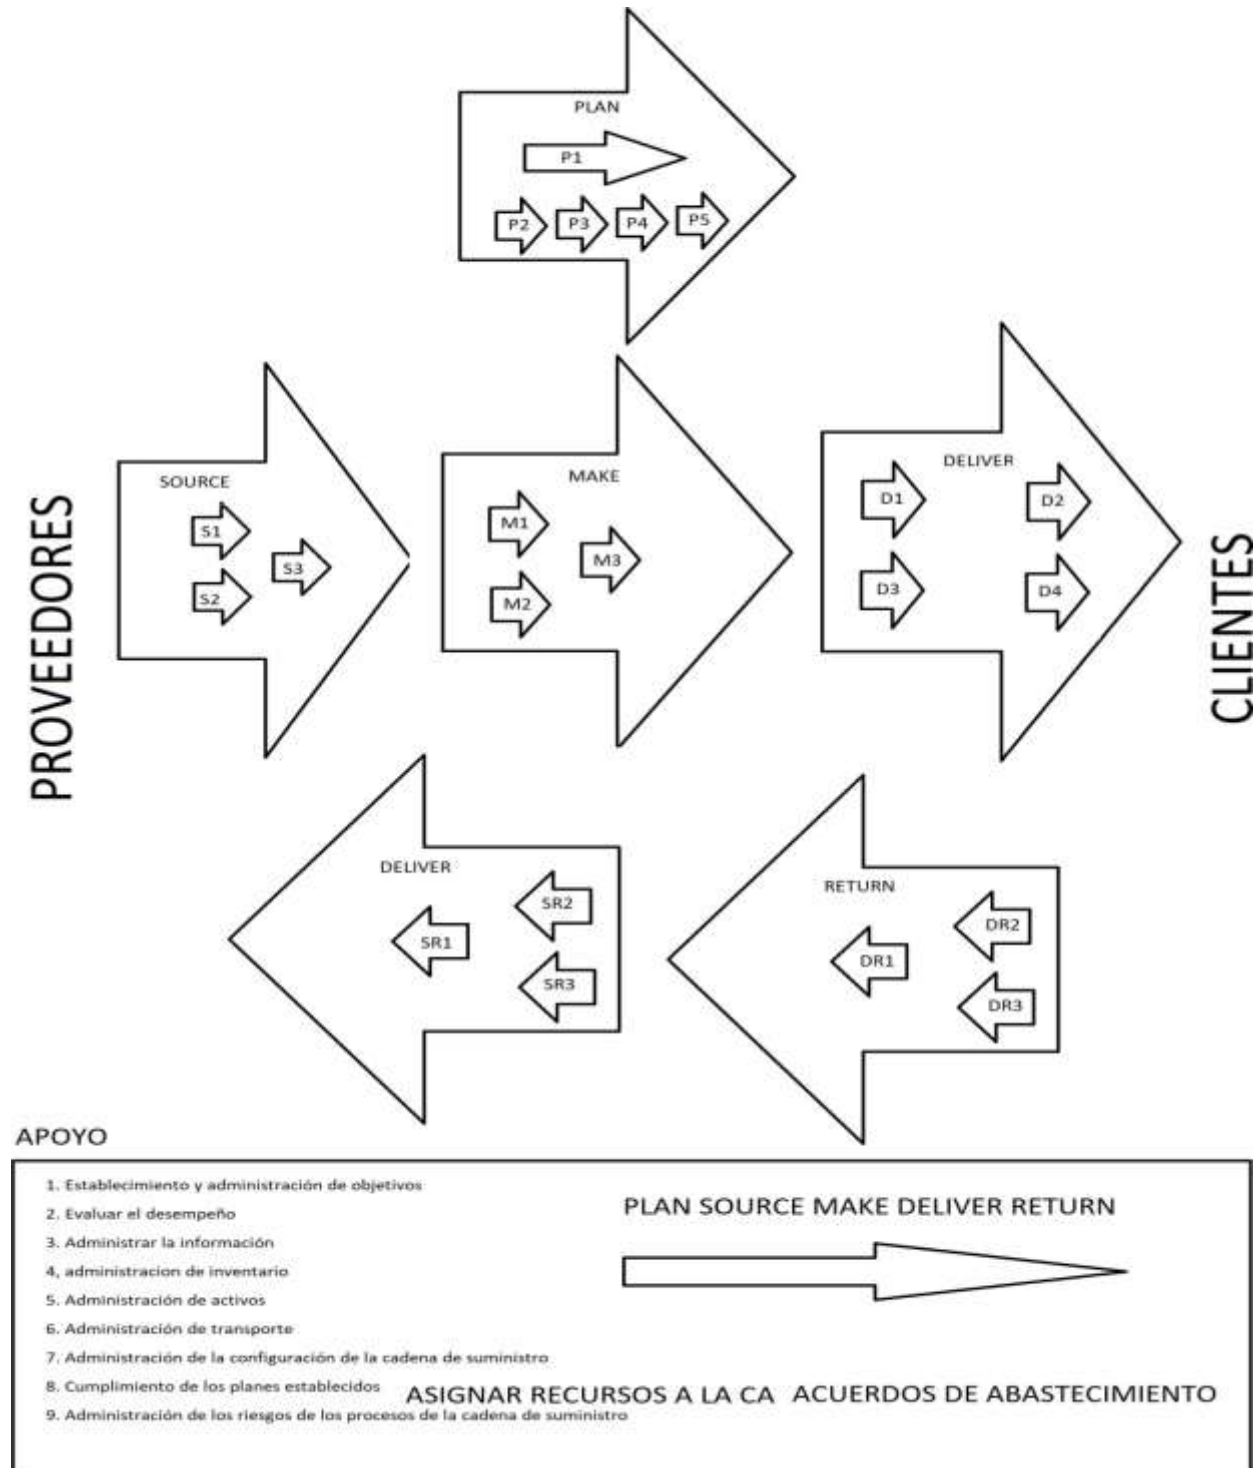 PLAN
P1
P2 P3 P4 P5
PROVEEDORES
SOURCE
S1
S2
S3
MAKE
M1
M2
M3
DELIVER
D1
D2
D3
D4
CLIENTES
DELIVER
SR1
SR2
SR3
RETURN
DR1
DR2
DR3
APOYO
1. Establecimiento y administración de objetivos
2. Evaluar el desempeño
3. Administrar la información
4, administracion de inventario
5. Administración de activos
6. Administración de transporte
7. Administración de la configuración de la cadena de suministro
8. Cumplimiento de los planes establecidos
9. Administración de los riesgos de los procesos de la cadena de suministro
PLAN SOURCE MAKE DELIVER RETURN
ASIGNAR RECURSOS A LA CA
ACUERDOS DE ABASTECIMIENTO